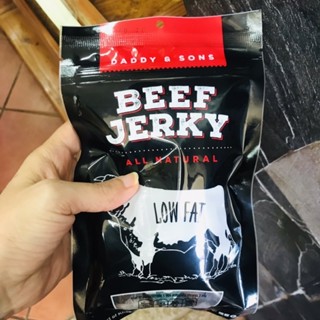 DADDY & SONS
BEEF
JERKY
ALL NATURAL
LOW FAT